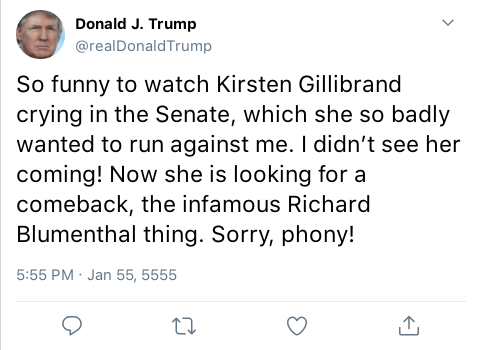 Donald J. Trump
@realDonaldTrump
So funny to watch Kirsten Gillibrand
crying in the Senate, which she so badly
wanted to run against me. I didn’t see her
coming! Now she is looking for a
comeback, the infamous Richard
Blumenthal thing. Sorry, phony!
5:55 PM · Jan 55, 5555